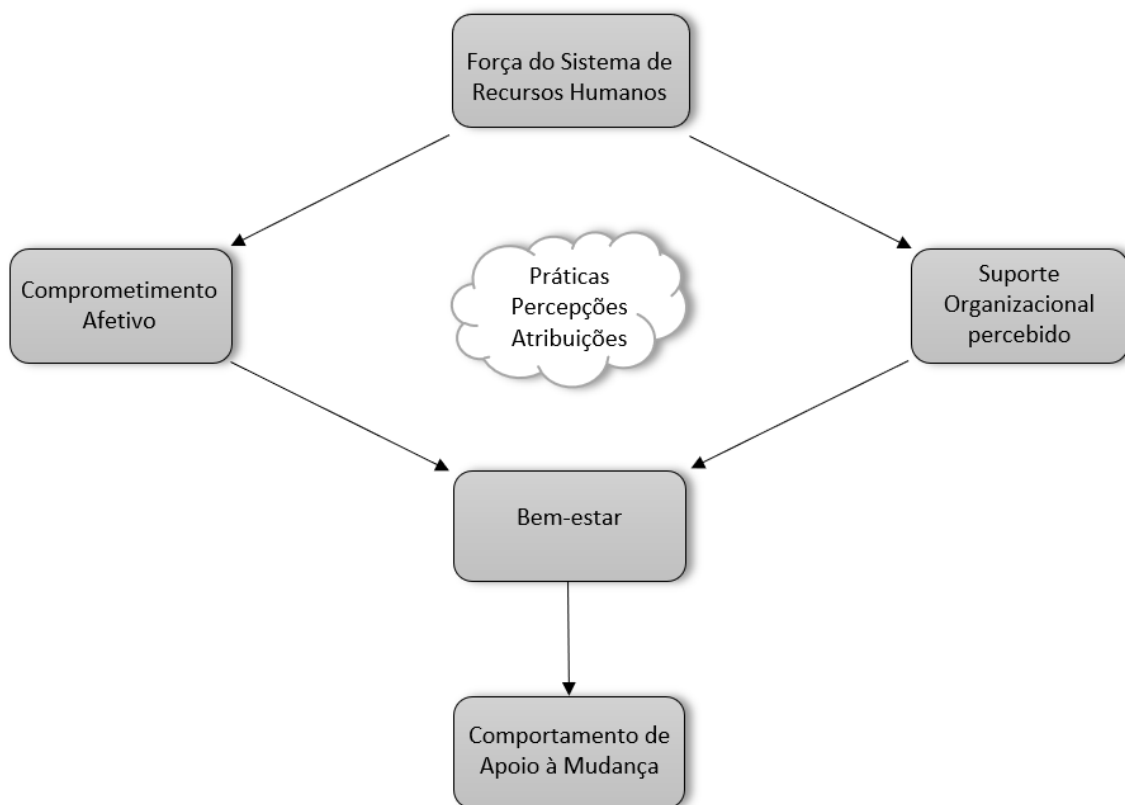 Força do Sistema de
Recursos Humanos
Comprometimento
Afetivo
Práticas
Percepções
Atribuições
Suporte
Organizacional
percebido
Bem-estar
Comportamento de
Apoio à Mudança